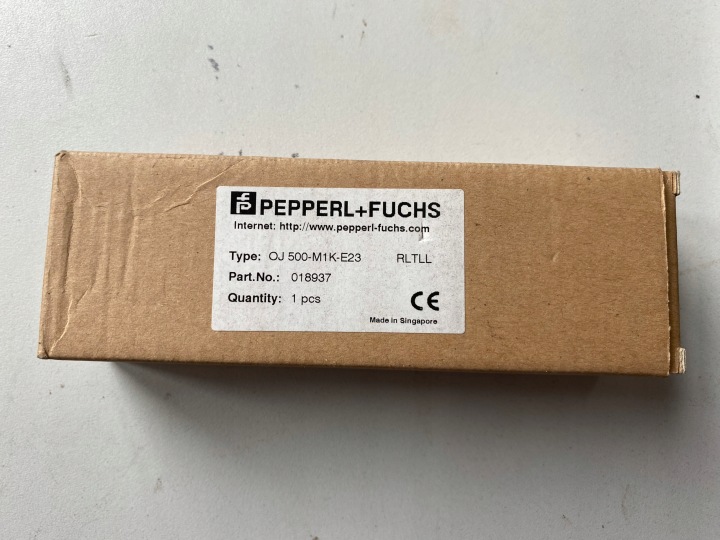 PEPPERL+FUCHS
Internet: http://www.pepperl-fuchs.com
Type: OJ 500-M1K-E23 RLTLL
Part.No.: 018937
Quantity: 1 pcs
CE
Made in Singapore